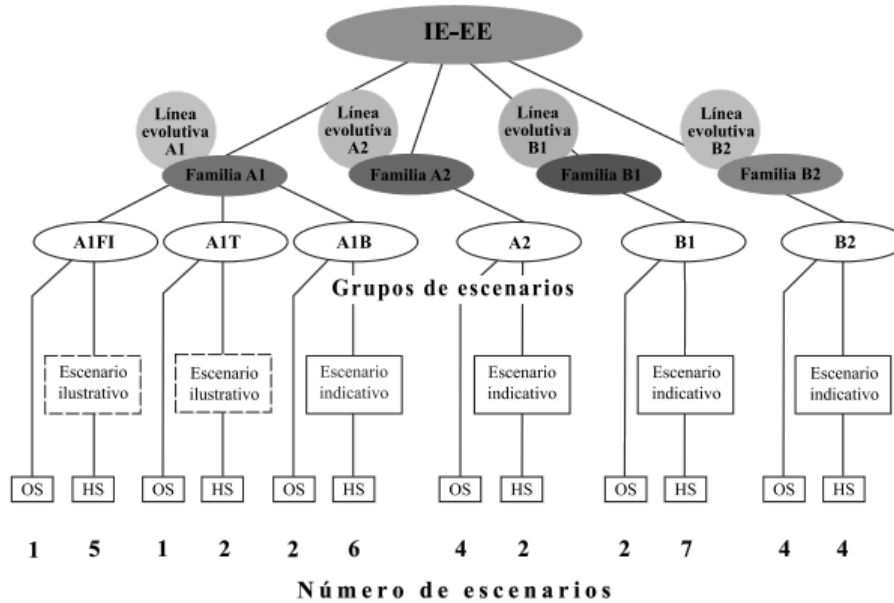 IE-EE
Línea
evolutiva
A1
Línea
evolutiva
A2
Línea
evolutiva
B1
Línea
evolutiva
B2
Familia A1
Familia A2
Familia B1
Familia B2
A1FI
A1T
A1B
A2
B1
B2
Grupos de escenarios
Escenario
ilustrativo
Escenario
ilustrativo
Escenario
indicativo
Escenario
indicativo
Escenario
indicativo
Escenario
indicativo
OS HS OS HS OS HS OS HS OS HS OS HS
1 5 1 2 2 6 4 2 2 7 4 4
Número de escenarios